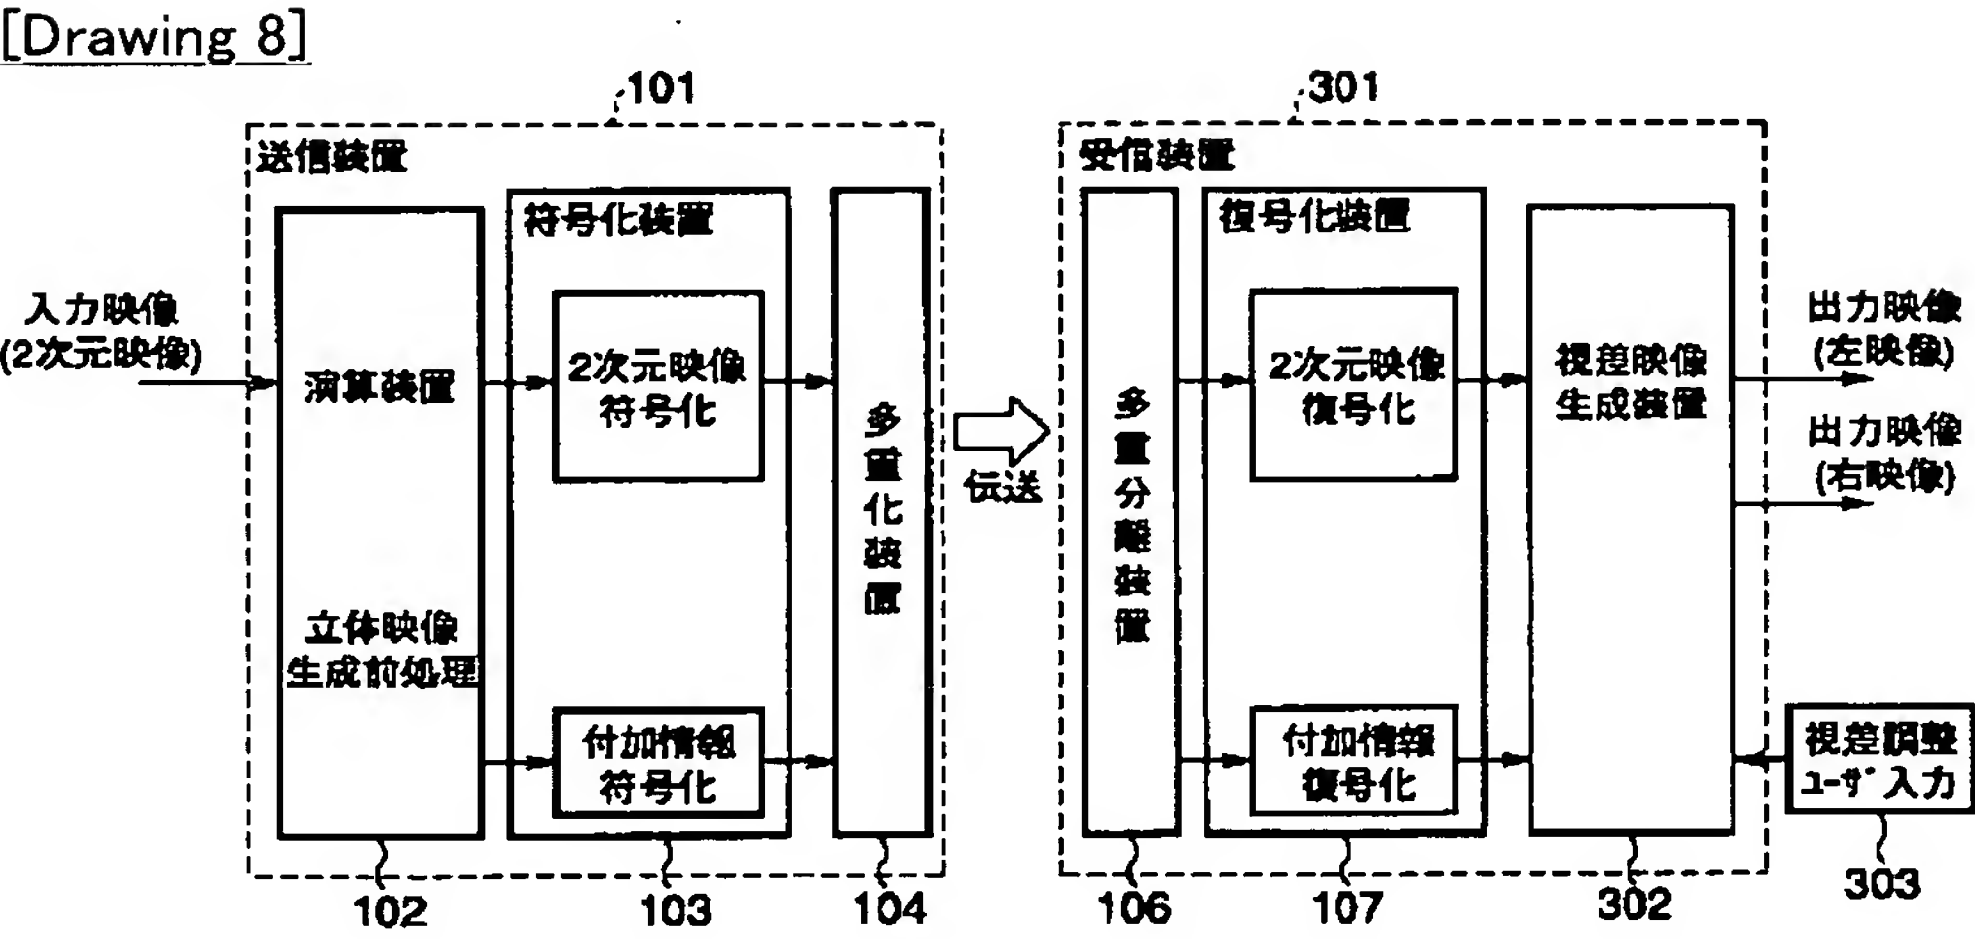 [Drawing 8]
101
301
送信装置
受信装置
符号化装置
復号化装置
入力映像
(2次元映像)
演算装置
立体映像
生成前処理
2次元映像
符号化
付加情報
符号化
多重化装置
伝送
多重分離装置
2次元映像
復号化
付加情報
復号化
視差映像
生成装置
出力映像
(左映像)
出力映像
(右映像)
視差調整
ユーザ入力
102
103
104
106
107
302
303